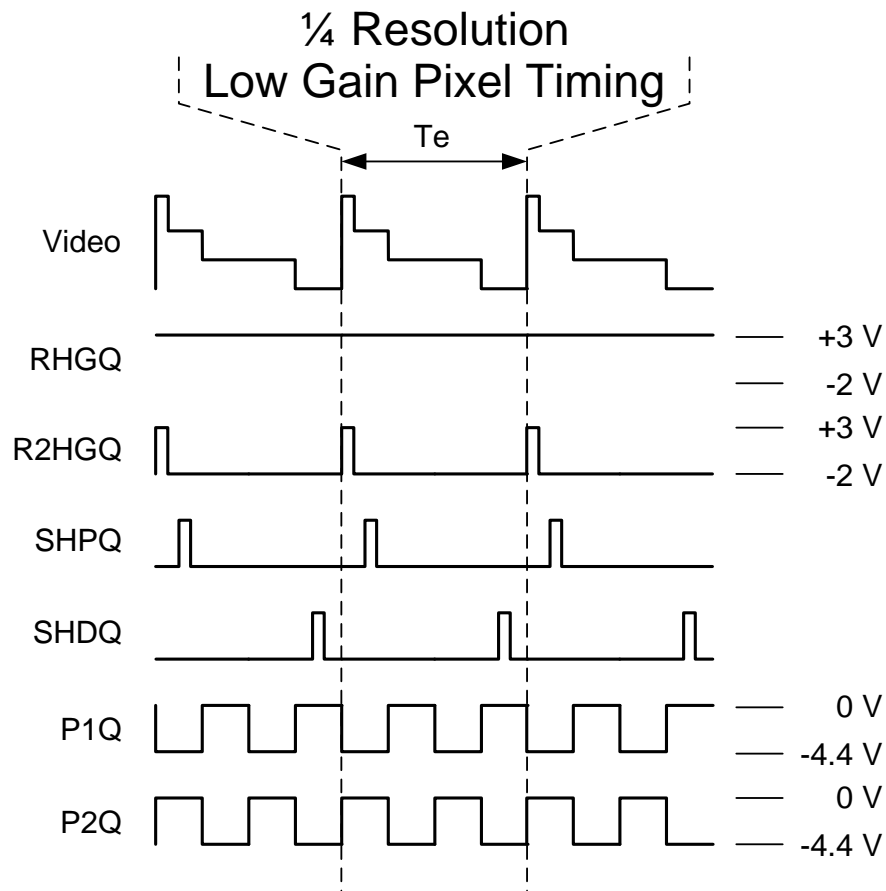 ¼ Resolution
Low Gain Pixel Timing
Te
Video
RHGQ
+3 V
-2 V
R2HGQ
+3 V
-2 V
SHPQ
SHDQ
P1Q
0 V
-4.4 V
P2Q
0 V
-4.4 V